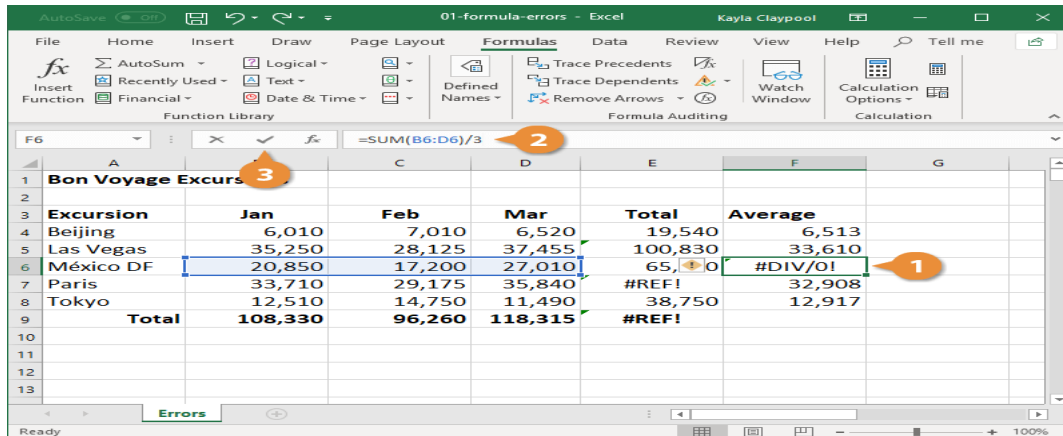 AutoSave Off 01-formula-errors - Excel Kayla Claypool
File Home Insert Draw Page Layout Formulas Data Review View Help Tell me
fx Insert Function
Σ AutoSum
Recently Used
Financial
? Logical
A Text
Date & Time
Function Library
Defined Names
Trace Precedents
Trace Dependents
Remove Arrows
fx
Formula Auditing
Watch Window
Calculation Options
Calculation
F6 fx =SUM(B6:D6)/3 2
3
A C D E F G
1 Bon Voyage Excurs
2
3 Excursion Jan Feb Mar Total Average
4 Beijing 6,010 7,010 6,520 19,540 6,513
5 Las Vegas 35,250 28,125 37,455 100,830 33,610
6 México DF 20,850 17,200 27,010 65, 0 #DIV/0! 1
7 Paris 33,710 29,175 35,840 #REF! 32,908
8 Tokyo 12,510 14,750 11,490 38,750 12,917
9 Total 108,330 96,260 118,315 #REF!
10
11
12
13
Errors
Ready 100%